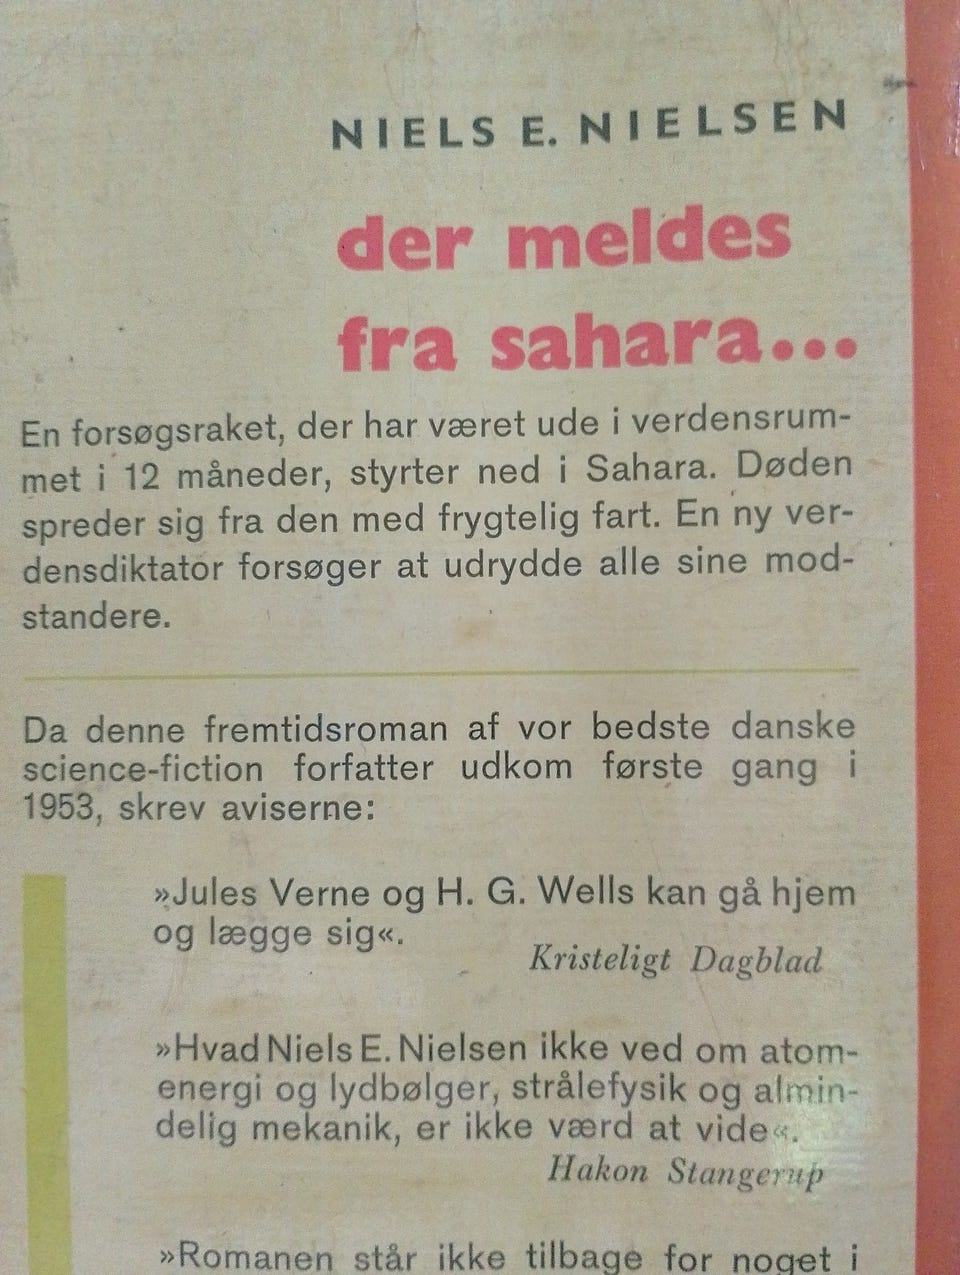 NIELS E. NIELSEN
der meldes
fra sahara...
En forsøgsraket, der har været ude i verdensrum-
met i 12 måneder, styrter ned i Sahara. Døden
spreder sig fra den med frygtelig fart. En ny ver-
densdiktator forsøger at udrydde alle sine mod-
standere.
Da denne fremtidsroman af vor bedste danske
science-fiction forfatter udkom første gang i
1953, skrev aviserne:
»Jules Verne og H. G. Wells kan gå hjem
og lægge sig«.
Kristeligt Dagblad
»Hvad Niels E. Nielsen ikke ved om atom-
energi og lydbølger, strålefysik og almin-
delig mekanik, er ikke værd at vide«.
Hakon Stangerup
»Romanen står ikke tilbage for noget i